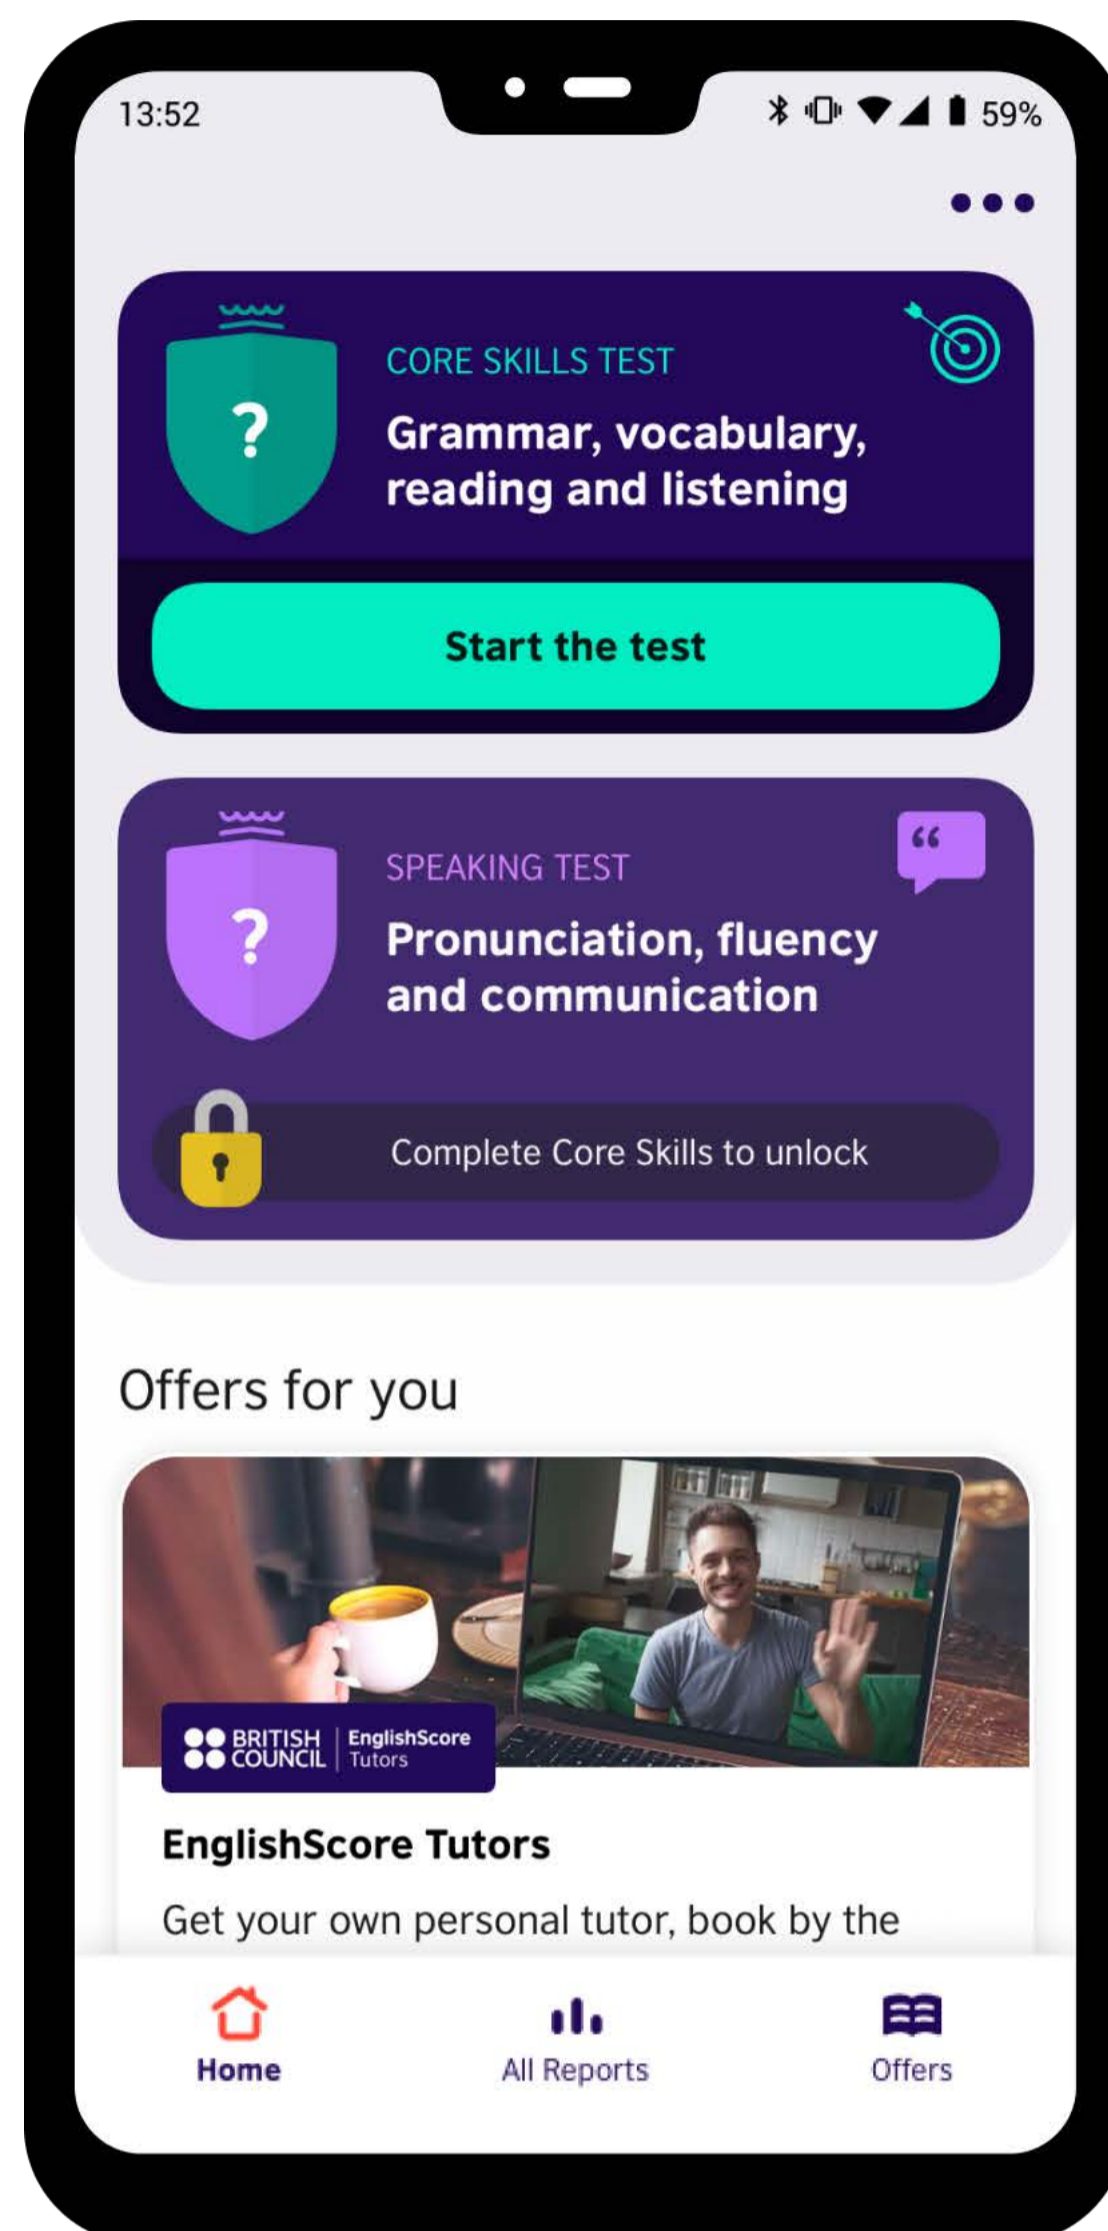 13:52
59%
CORE SKILLS TEST
?
Grammar, vocabulary,
reading and listening
Start the test
SPEAKING TEST
“
?
Pronunciation, fluency
and communication
Complete Core Skills to unlock
Offers for you
BRITISH
COUNCIL
EnglishScore
Tutors
EnglishScore Tutors
Get your own personal tutor, book by the
Home
All Reports
Offers